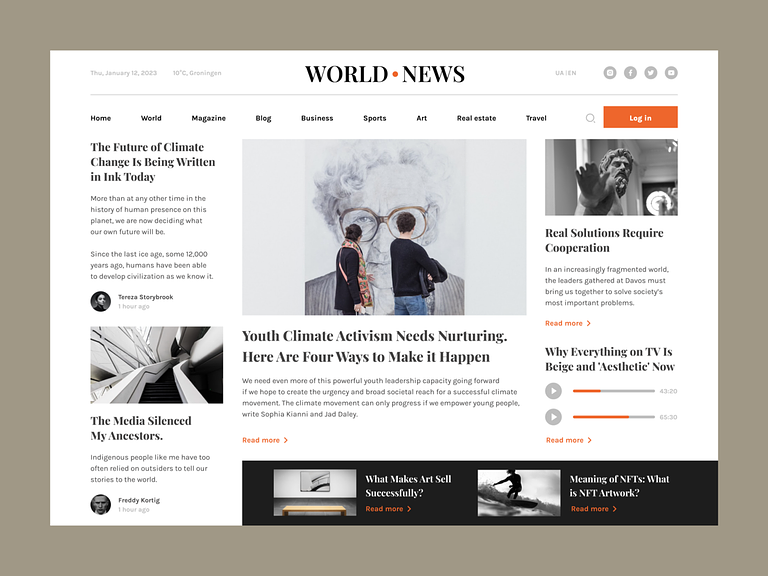 Thu, January 12, 2023
10°C, Groningen
WORLD • NEWS
UA | EN
Home
World
Magazine
Blog
Business
Sports
Art
Real estate
Travel
Log in
The Future of Climate
Change Is Being Written
in Ink Today
More than at any other time in the
history of human presence on this
planet, we are now deciding what
our own future will be.
Since the last ice age, some 12,000
years ago, humans have been able
to develop civilization as we know it.
Tereza Storybrook
1 hour ago
The Media Silenced
My Ancestors.
Indigenous people like me have too
often relied on outsiders to tell our
stories to the world.
Freddy Kortig
1 hour ago
Youth Climate Activism Needs Nurturing.
Here Are Four Ways to Make it Happen
We need even more of this powerful youth leadership capacity going forward
if we hope to create the urgency and broad societal reach for a successful climate
movement. The climate movement can only progress if we empower young people,
write Sophia Kianni and Jad Daley.
Read more
Real Solutions Require
Cooperation
In an increasingly fragmented world,
the leaders gathered at Davos must
bring us together to solve society's
most important problems.
Read more
Why Everything on TV Is
Beige and 'Aesthetic' Now
43:20
65:30
Read more
What Makes Art Sell
Successfully?
Read more
Meaning of NFTs: What
is NFT Artwork?
Read more